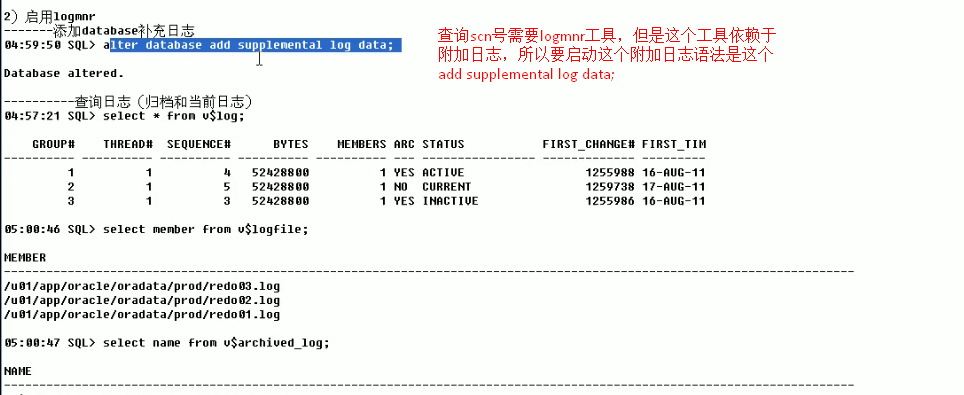 2）启用logmnr
-------添加database补充日志
04:59:50 SQL> alter database add supplemental log data;
查询scn号需要logmnr工具，但是这个工具依赖于
附加日志，所以要启动这个附加日志语法是这个
add supplemental log data;
Database altered.
----------查询日志（归档和当前日志）
04:57:21 SQL> select * from v$log;
GROUP# THREAD# SEQUENCE# BYTES MEMBERS ARC STATUS FIRST_CHANGE# FIRST_TIM
---------- ---------- ---------- ---------- ---------- --- ---------------- ------------- ---------
1 1 4 52428800 1 YES ACTIVE 1255988 16-AUG-11
2 1 5 52428800 1 NO CURRENT 1259738 17-AUG-11
3 1 3 52428800 1 YES INACTIVE 1255986 16-AUG-11
05:00:46 SQL> select member from v$logfile;
MEMBER
------------------------------------------------------------------------------------------------------------------------
/u01/app/oracle/oradata/prod/redo03.log
/u01/app/oracle/oradata/prod/redo02.log
/u01/app/oracle/oradata/prod/redo01.log
05:00:47 SQL> select name from v$archived_log;
NAME
------------------------------------------------------------------------------------------------------------------------